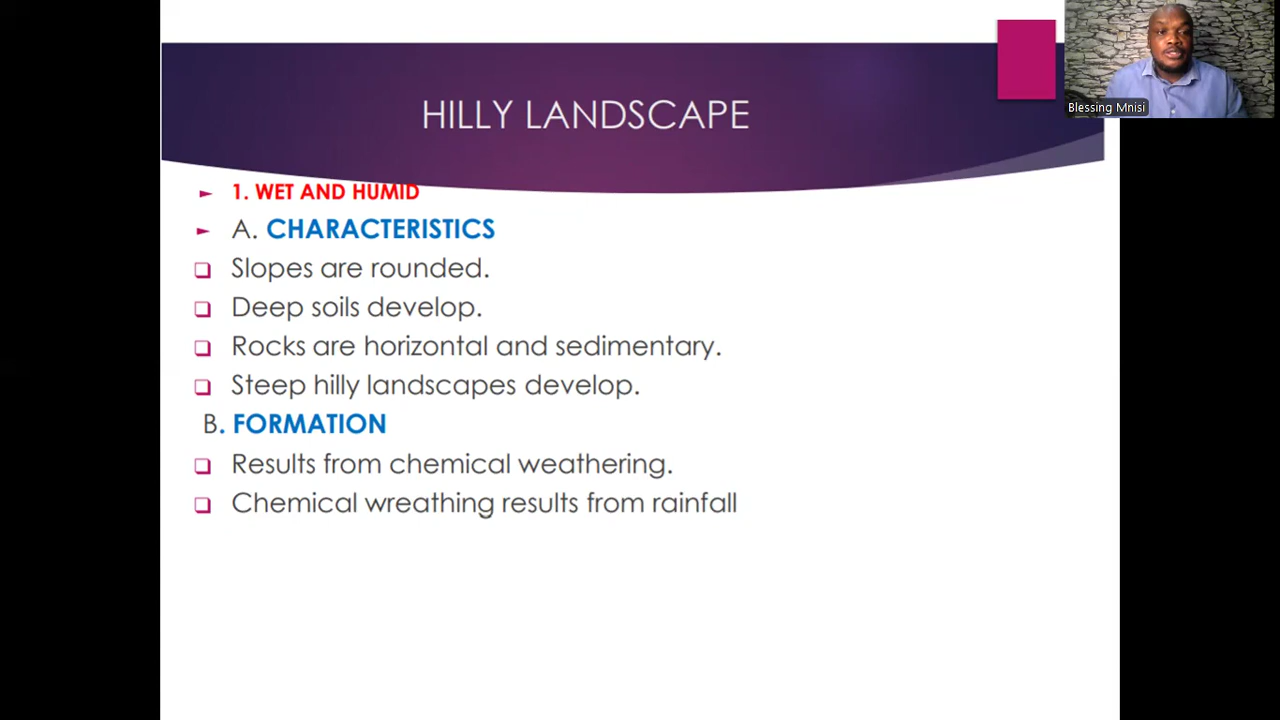 HILLY LANDSCAPE
Blessing Mnisi
1. WET AND HUMID
A. CHARACTERISTICS
Slopes are rounded.
Deep soils develop.
Rocks are horizontal and sedimentary.
Steep hilly landscapes develop.
B. FORMATION
Results from chemical weathering.
Chemical wreathing results from rainfall